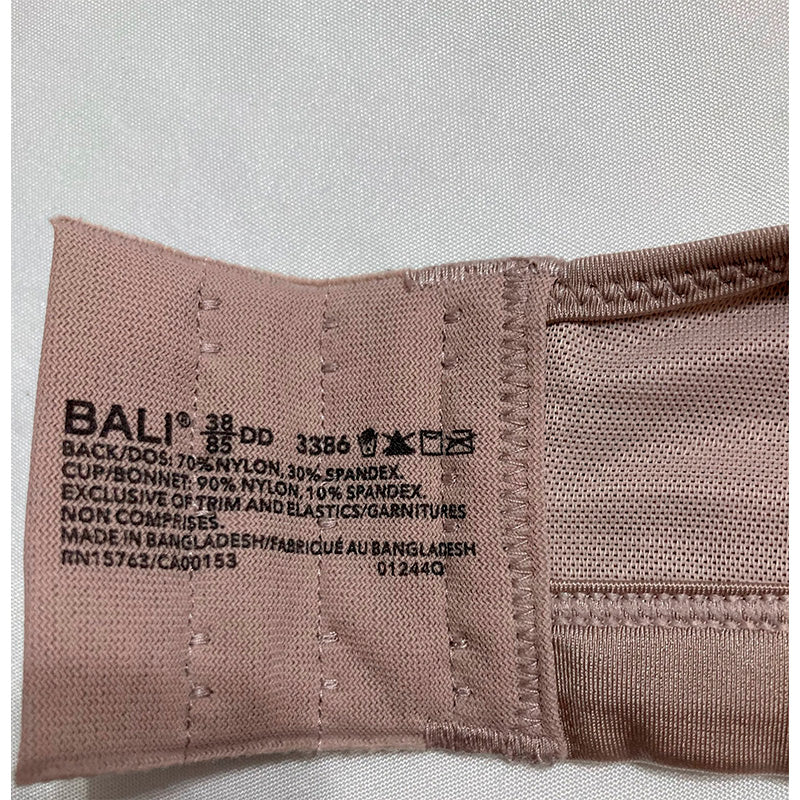 BALI® 38/85 DD 3386
BACK/DOS: 70% NYLON, 30% SPANDEX.
CUP/BONNET: 90% NYLON, 10% SPANDEX.
EXCLUSIVE OF TRIM AND ELASTICS/GARNITURES
NON COMPRISES.
MADE IN BANGLADESH/FABRIQUÉ AU BANGLADESH
RN15763/CA00153 01244Q